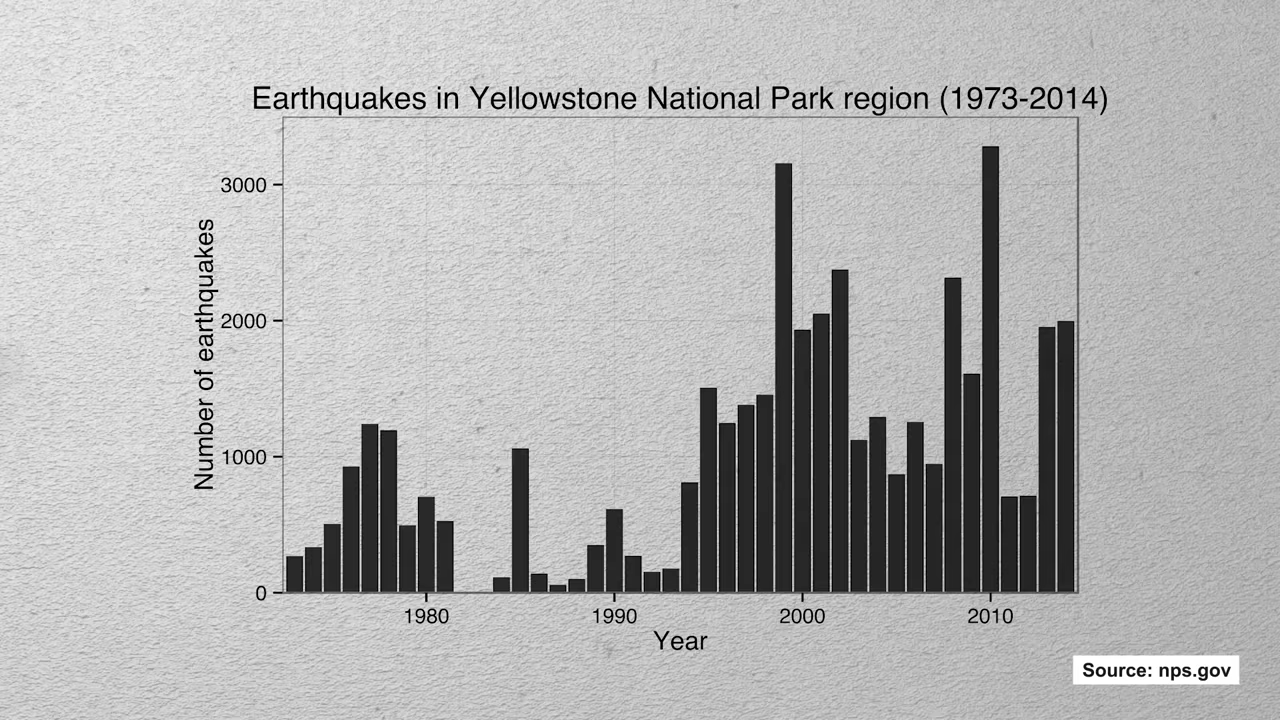 Earthquakes in Yellowstone National Park region (1973-2014)
Number of earthquakes
3000
2000
1000
0
1980
1990
2000
2010
Year
Source: nps.gov